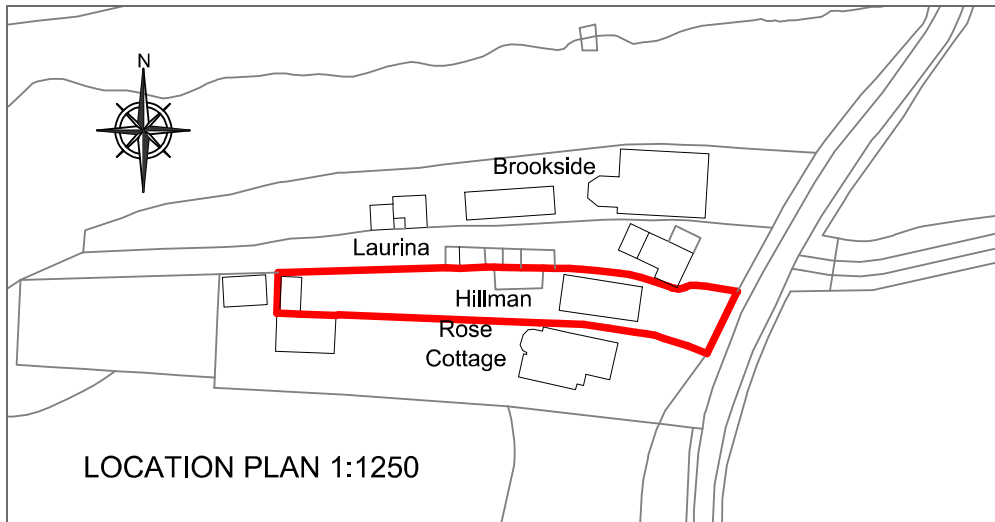 N
Brookside
Laurina
Hillman
Rose
Cottage
LOCATION PLAN 1:1250